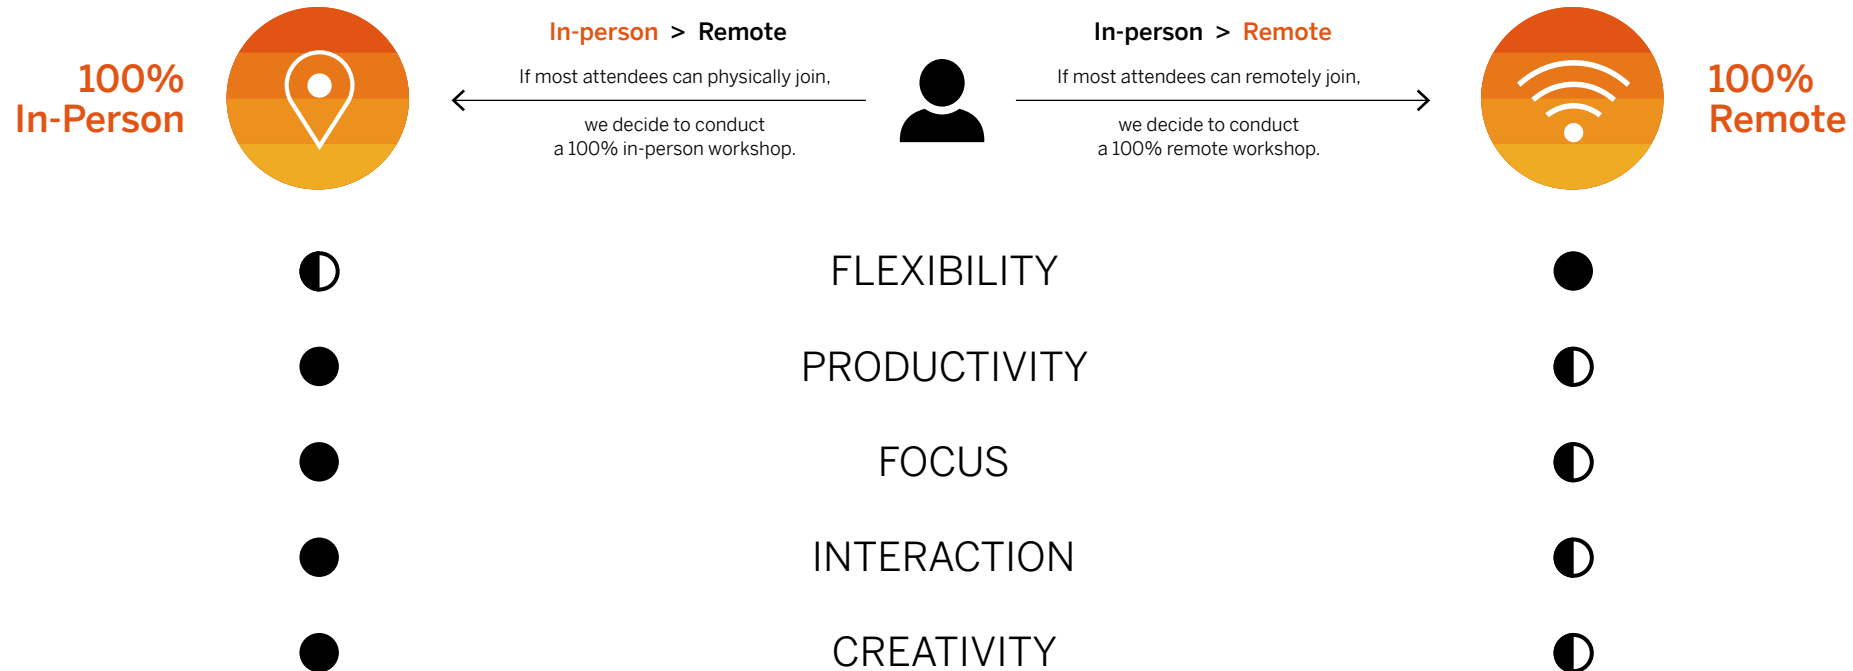 100%
In-Person
In-person > Remote
If most attendees can physically join,
we decide to conduct
a 100% in-person workshop.
In-person > Remote
If most attendees can remotely join,
we decide to conduct
a 100% remote workshop.
100%
Remote
FLEXIBILITY
PRODUCTIVITY
FOCUS
INTERACTION
CREATIVITY